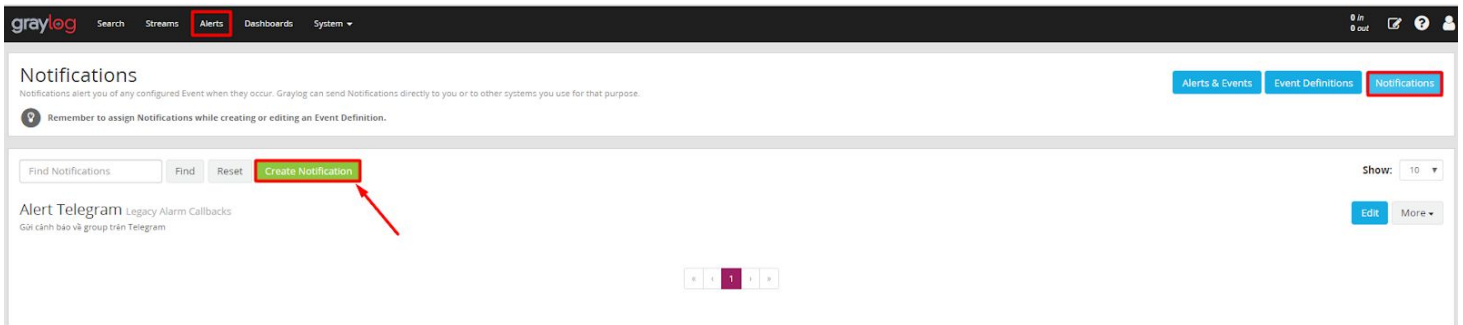 graylog Search Streams Alerts Dashboards System
0 in
0 out
Notifications
Notifications alert you of any configured Event when they occur. Graylog can send Notifications directly to you or to other systems you use for that purpose.
Alerts & Events Event Definitions Notifications
Remember to assign Notifications while creating or editing an Event Definition.
Find Notifications Find Reset Create Notification Show: 10
Alert Telegram Legacy Alarm Callbacks
Edit More
Gửi cảnh báo về group trên Telegram
« ‹ 1 › »